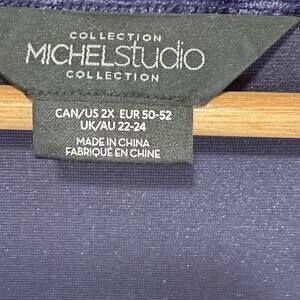 COLLECTION
MICHELstudio
COLLECTION
CAN/US 2X EUR 50-52
UK/AU 22-24
MADE IN CHINA
FABRIQUÉ EN CHINE